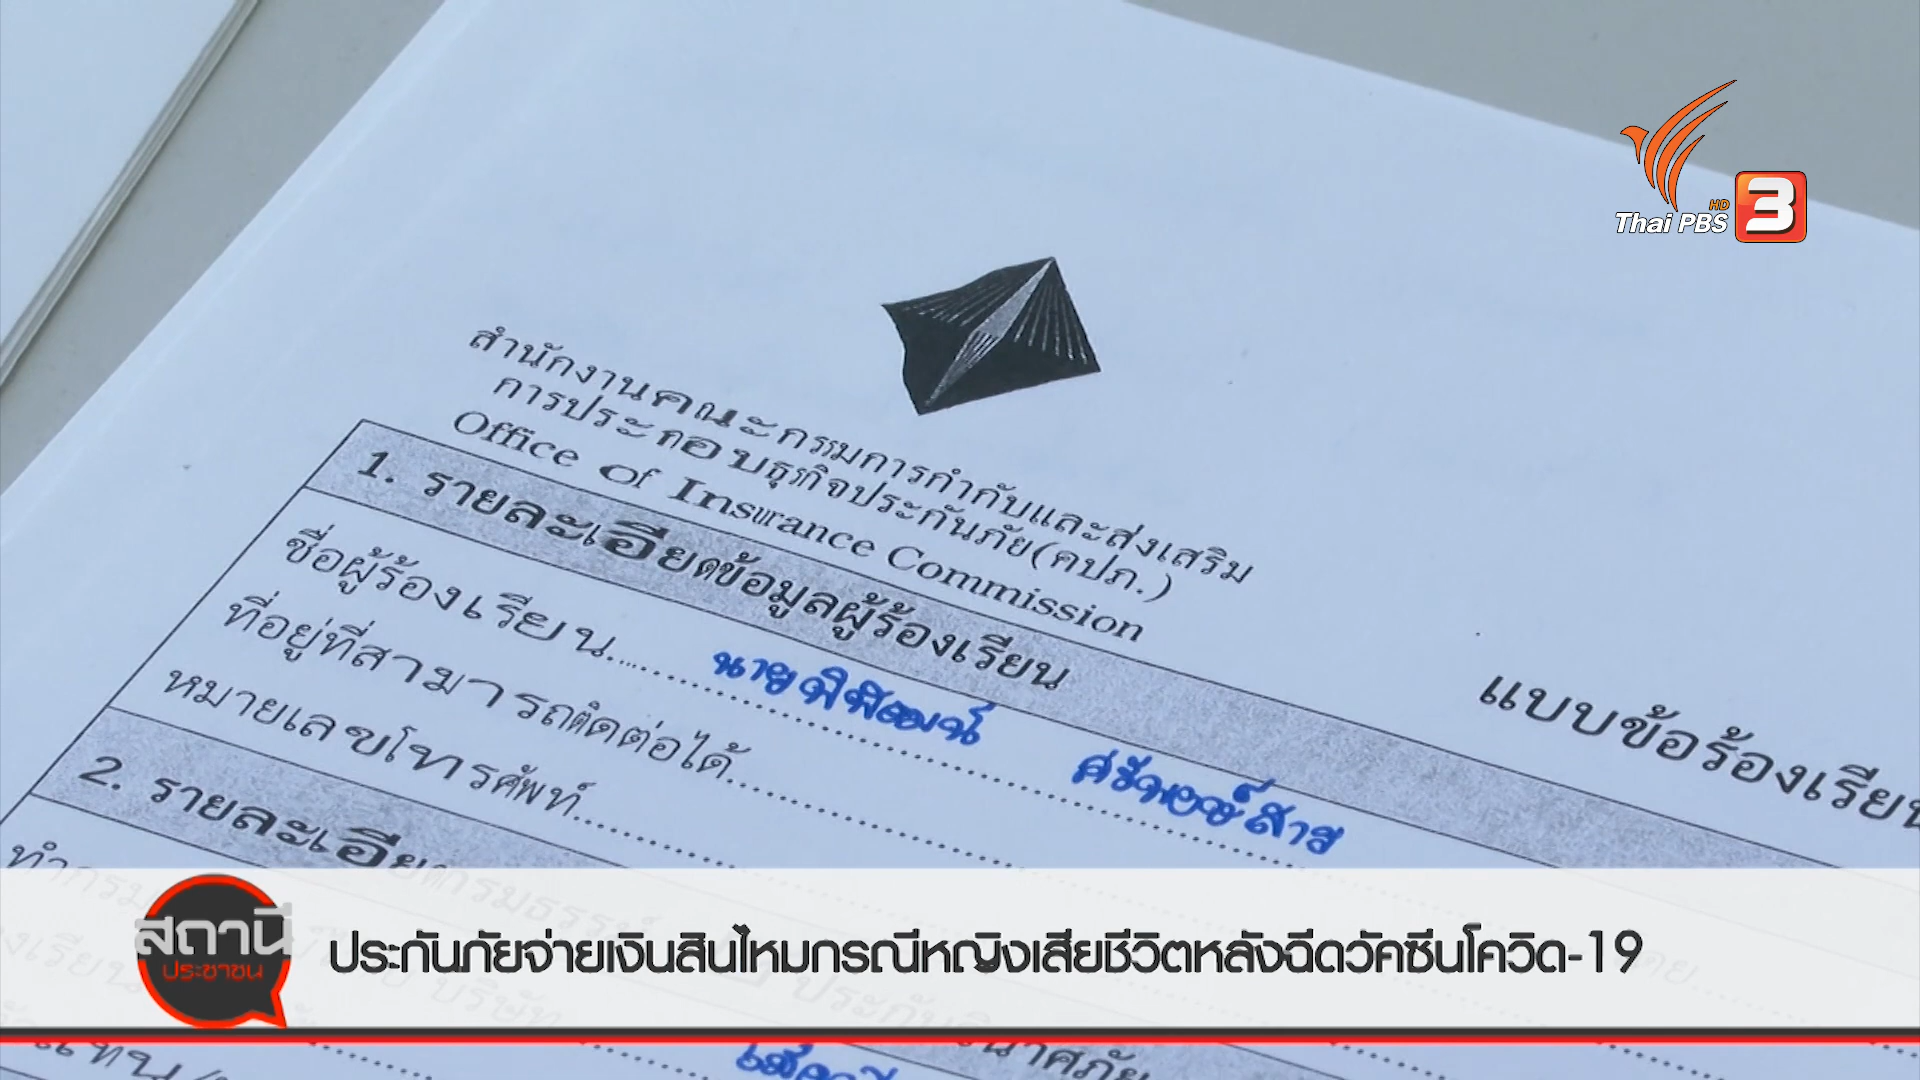 HD
Thai PBS 3
สำนักงานคณะกรรมการกำกับและส่งเสริม
การประกอบธุรกิจประกันภัย(คปภ.)
Office of Insurance Commission
แบบข้อร้องเรียน
1. รายละเอียดข้อมูลผู้ร้องเรียน
ชื่อผู้ร้องเรียน..... นายพิพัฒน์
ที่อยู่ที่สามารถติดต่อได้
หมายเลขโทรศัพท์
2. รายละเอีย
สถานี
ประชาชน
ประกันภัยจ่ายเงินสินไหมกรณีหญิงเสียชีวิตหลังฉีดวัคซีนโควิด-19